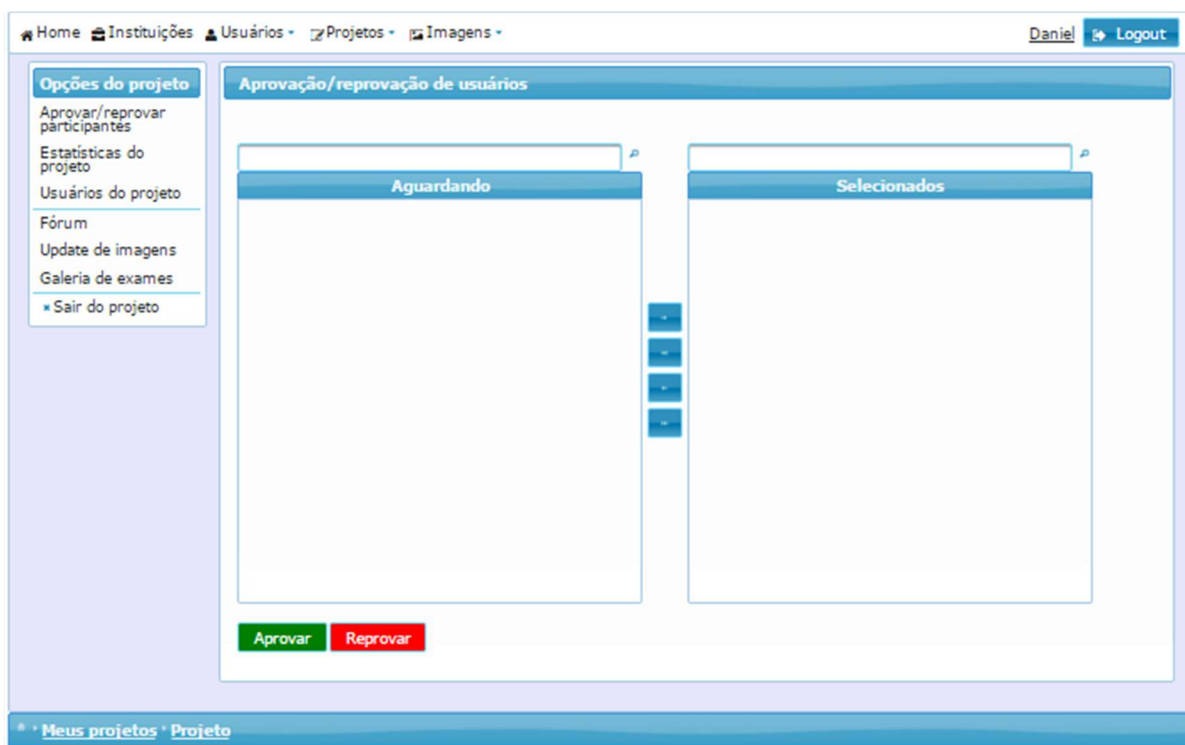 Home Instituições Usuários Projetos Imagens Daniel Logout
Opções do projeto
Aprovar/reprovar
participantes
Estatísticas do
projeto
Usuários do projeto
Fórum
Update de imagens
Galeria de exames
Sair do projeto
Aprovação/reprovação de usuários
Aguardando
Selecionados
Aprovar Reprovar
Meus projetos Projeto